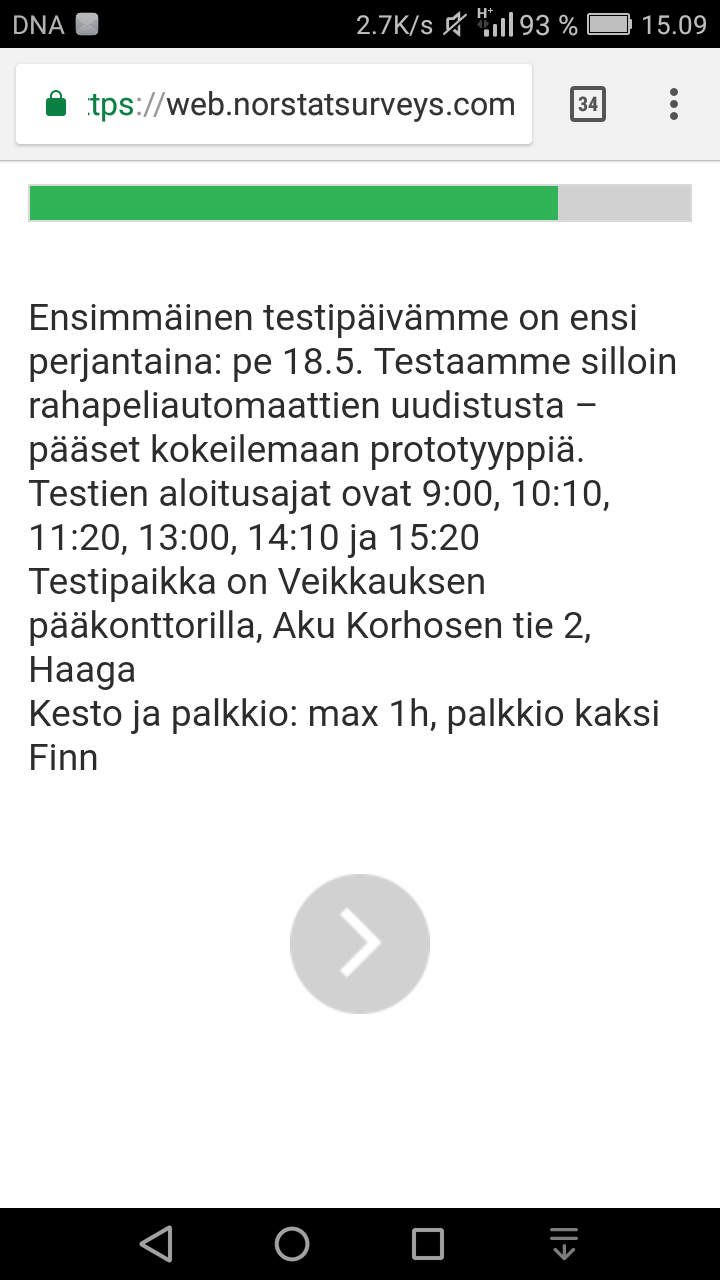 DNA 2.7K/s H+ 93 % 15.09
tps://web.norstatsurveys.com 34
Ensimmäinen testipäivämme on ensi
perjantaina: pe 18.5. Testaamme silloin
rahapeliautomaattien uudistusta –
pääset kokeilemaan prototyyppiä.
Testien aloitusajat ovat 9:00, 10:10,
11:20, 13:00, 14:10 ja 15:20
Testipaikka on Veikkauksen
pääkonttorilla, Aku Korhosen tie 2,
Haaga
Kesto ja palkkio: max 1h, palkkio kaksi
Finn